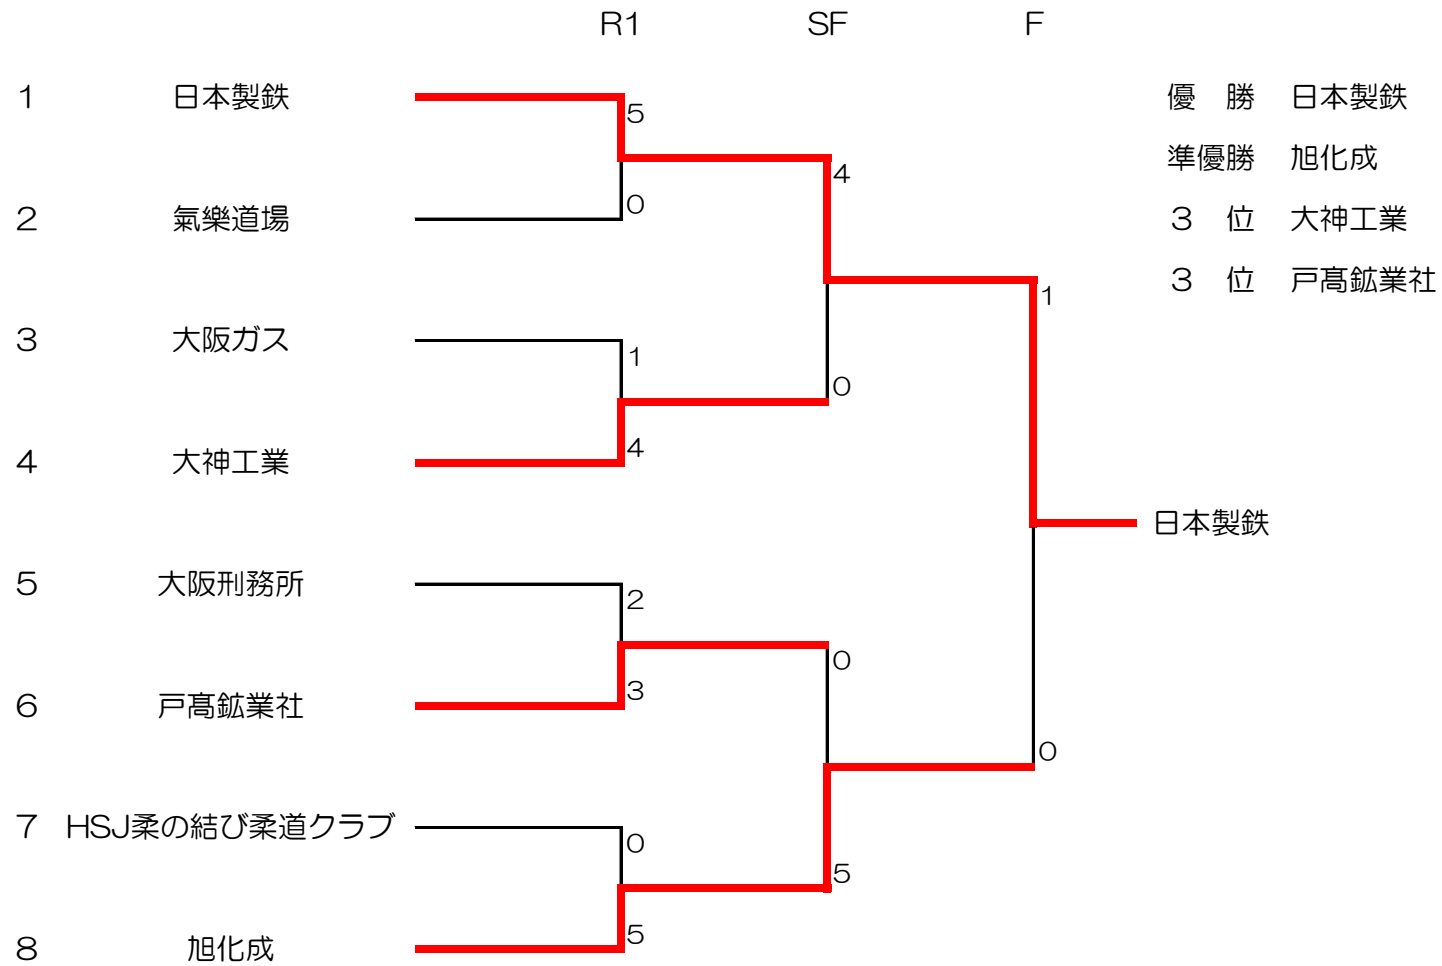 R1 SF F
1 日本製鉄 5 優　勝 日本製鉄
準優勝 旭化成
4
2 氣樂道場 0 ３　位 大神工業
３　位 戸髙鉱業社
1
3 大阪ガス 1
0
4 大神工業 4
日本製鉄
5 大阪刑務所 2
0
6 戸髙鉱業社 3
0
7 HSJ柔の結び柔道クラブ 0
5
8 旭化成 5